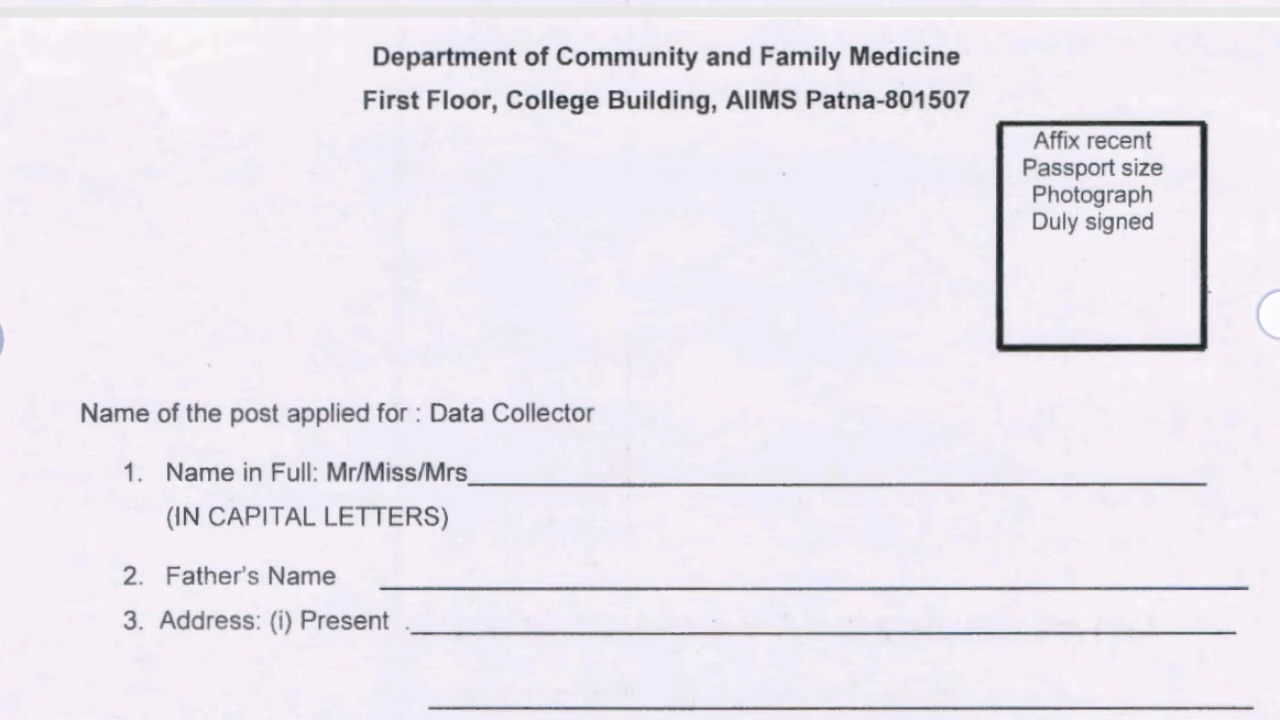 Department of Community and Family Medicine
First Floor, College Building, AIIMS Patna-801507
Affix recent
Passport size
Photograph
Duly signed
Name of the post applied for : Data Collector
1. Name in Full: Mr/Miss/Mrs
(IN CAPITAL LETTERS)
2. Father's Name
3. Address: (i) Present .